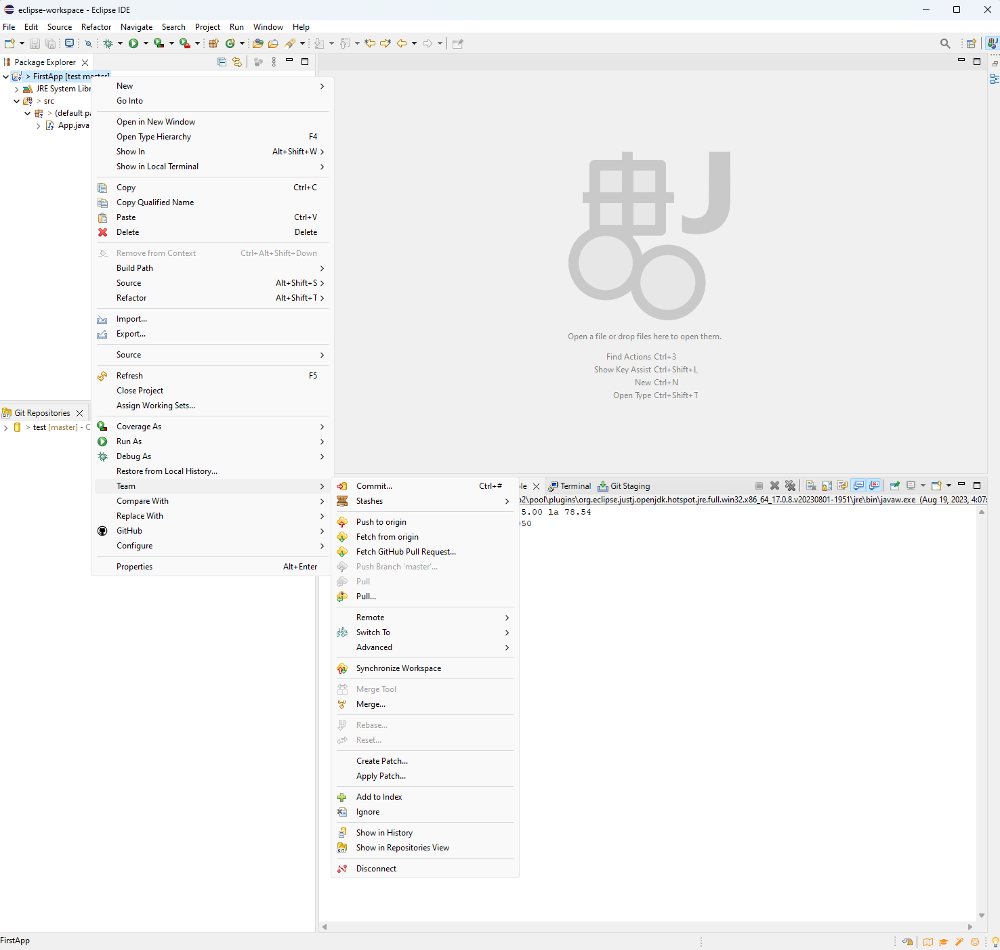 eclipse-workspace - Eclipse IDE
File Edit Source Refactor Navigate Search Project Run Window Help
Package Explorer
> FirstApp [test master]
JRE System Libr
> src
> (default pa
App.java
New
Go Into
Open in New Window
Open Type Hierarchy F4
Show In Alt+Shift+W
Show in Local Terminal
Copy Ctrl+C
Copy Qualified Name
Paste Ctrl+V
Delete Delete
Remove from Context Ctrl+Alt+Shift+Down
Build Path
Source Alt+Shift+S
Refactor Alt+Shift+T
Import...
Export...
Source
Refresh F5
Close Project
Assign Working Sets...
Coverage As
Run As
Debug As
Restore from Local History...
Team
Compare With
Replace With
GitHub
Configure
Properties Alt+Enter
Git Repositories
> test [master] - C
Commit... Ctrl+#
Stashes
Push to origin
Fetch from origin
Fetch GitHub Pull Request...
Push Branch 'master'...
Pull
Pull...
Remote
Switch To
Advanced
Synchronize Workspace
Merge Tool
Merge...
Rebase...
Reset...
Create Patch...
Apply Patch...
Add to Index
Ignore
Show in History
Show in Repositories View
Disconnect
J
Open a file or drop files here to open them.
Find Actions Ctrl+3
Show Key Assist Ctrl+Shift+L
New Ctrl+N
Open Type Ctrl+Shift+T
le Terminal Git Staging
2\pool\plugins\org.eclipse.justj.openjdk.hotspot.jre.full.win32.x86_64_17.0.8.v20230801-1951\jre\bin\javaw.exe (Aug 19, 2023, 4:07:
5.00 la 78.54
50
FirstApp